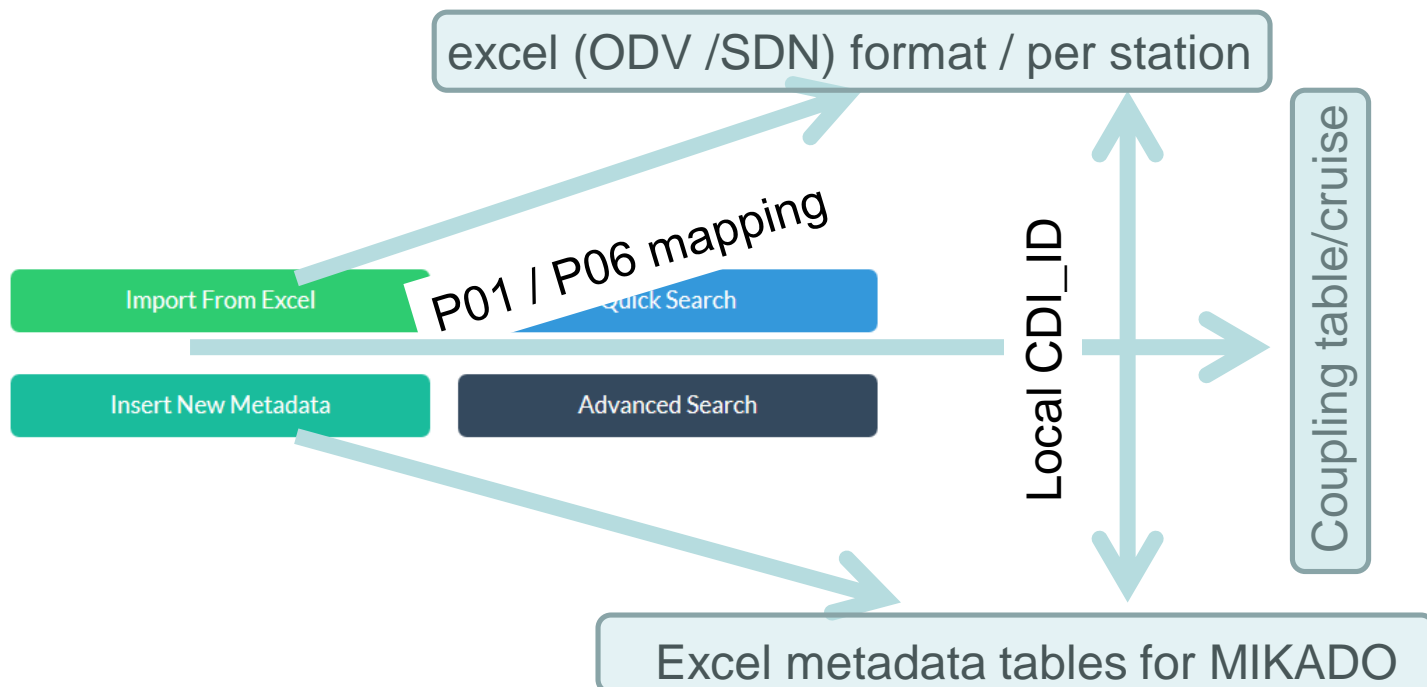 excel (ODV /SDN) format / per station
P01 / P06 mapping
Import From Excel
Quick Search
Insert New Metadata
Advanced Search
Local CDI_ID
Coupling table/cruise
Excel metadata tables for MIKADO